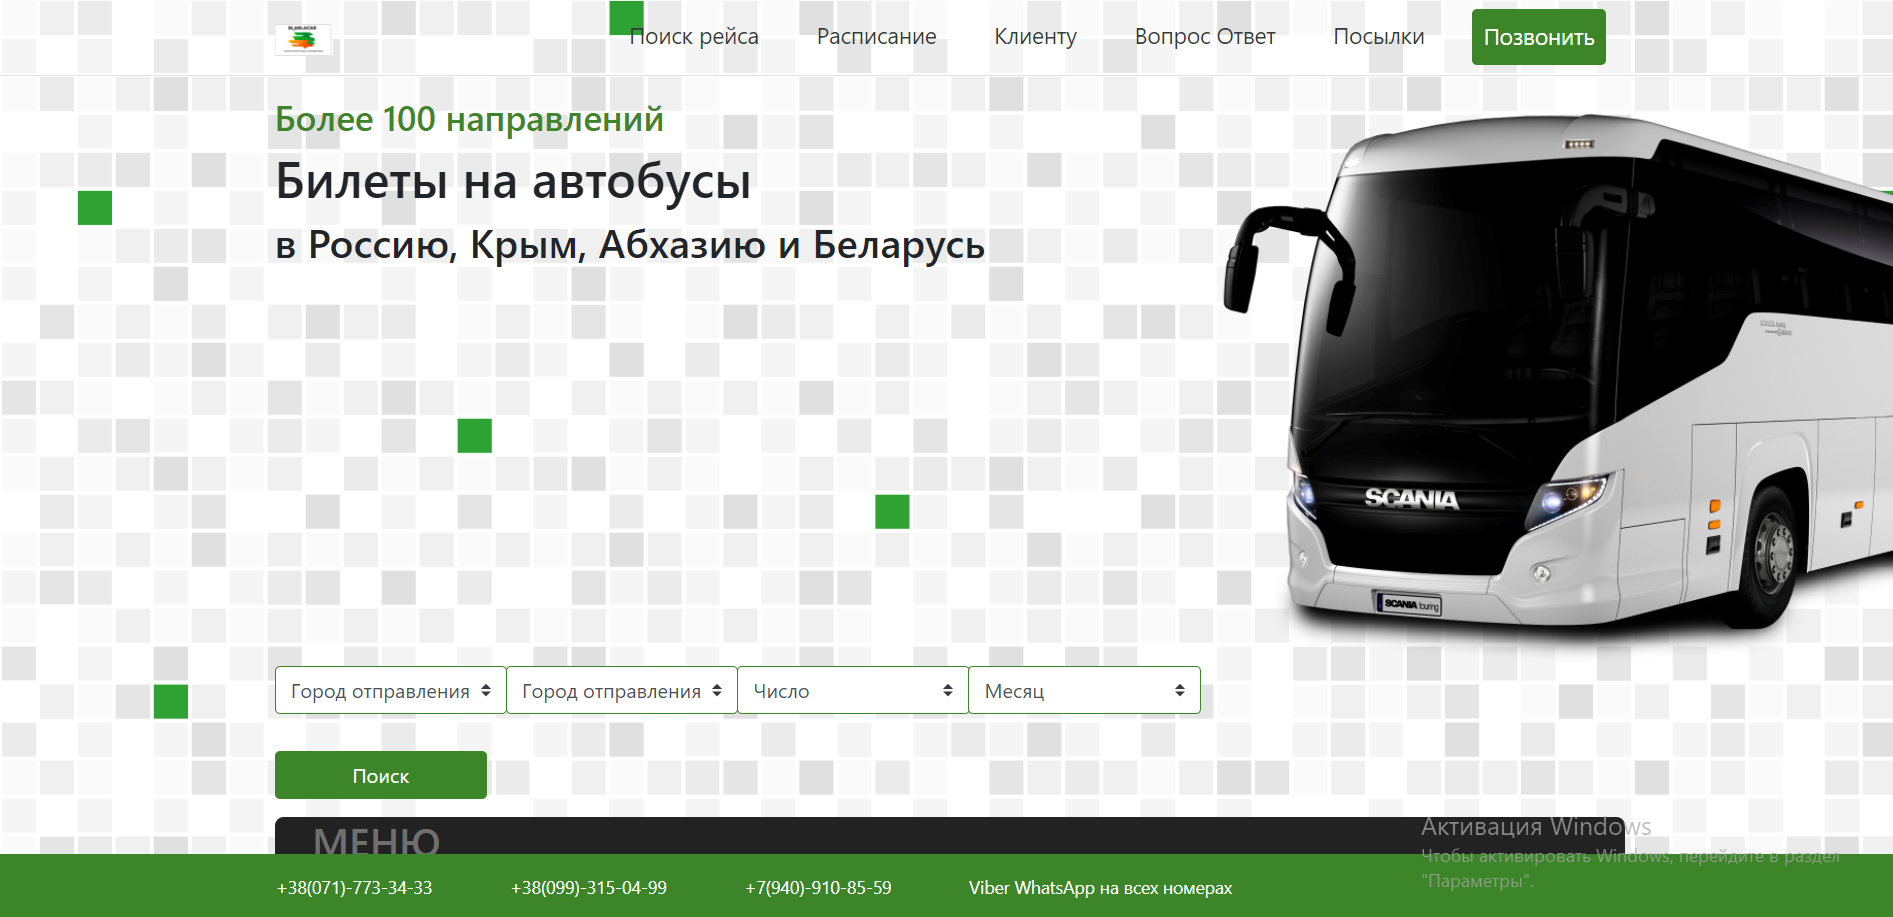 BLABLACAR
Поиск рейса
Расписание
Клиенту
Вопрос Ответ
Посылки
Позвонить
Более 100 направлений
Билеты на автобусы
в Россию, Крым, Абхазию и Беларусь
SCANIA
SCANIA touring
Город отправления
Город отправления
Число
Месяц
Поиск
МЕНЮ
Активация Windows
Чтобы активировать Windows, перейдите в раздел
"Параметры".
+38(071)-773-34-33
+38(099)-315-04-99
+7(940)-910-85-59
Viber WhatsApp на всех номерах